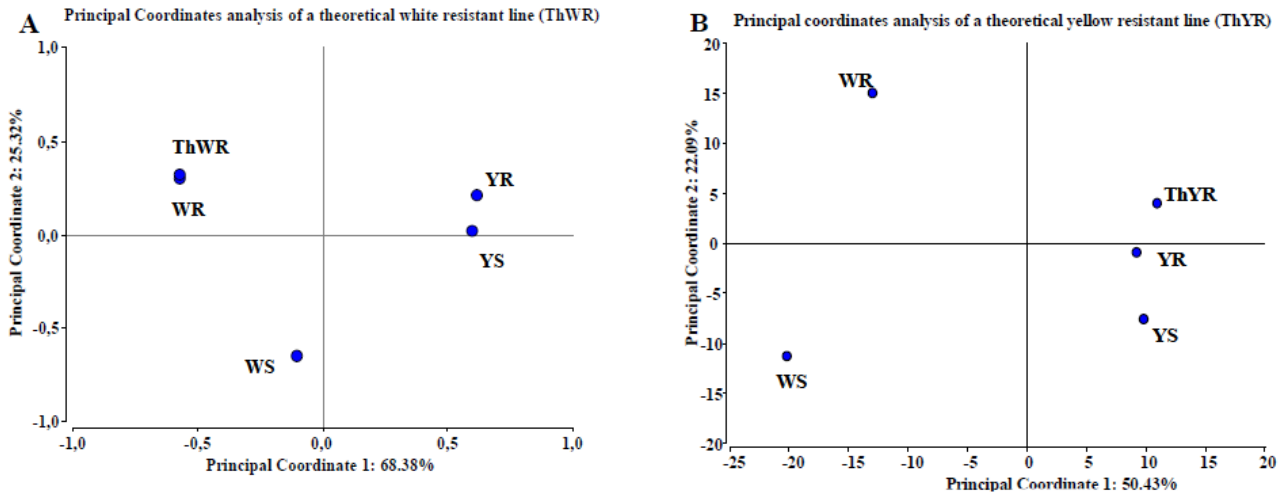 A
Principal Coordinates analysis of a theoretical white resistant line (ThWR)
1,0
0,5
0,0
-0,5
-1,0
Principal Coordinate 2: 25.32%
ThWR
WR
YR
YS
WS
-1,0 -0,5 0,0 0,5 1,0
Principal Coordinate 1: 68.38%
B
Principal coordinates analysis of a theoretical yellow resistant line (ThYR)
20
15
10
5
0
-5
-10
-15
-20
Principal Coordinate 2: 22.09%
WR
ThYR
YR
YS
WS
-25 -20 -15 -10 -5 0 5 10 15 20
Principal Coordinate 1: 50.43%